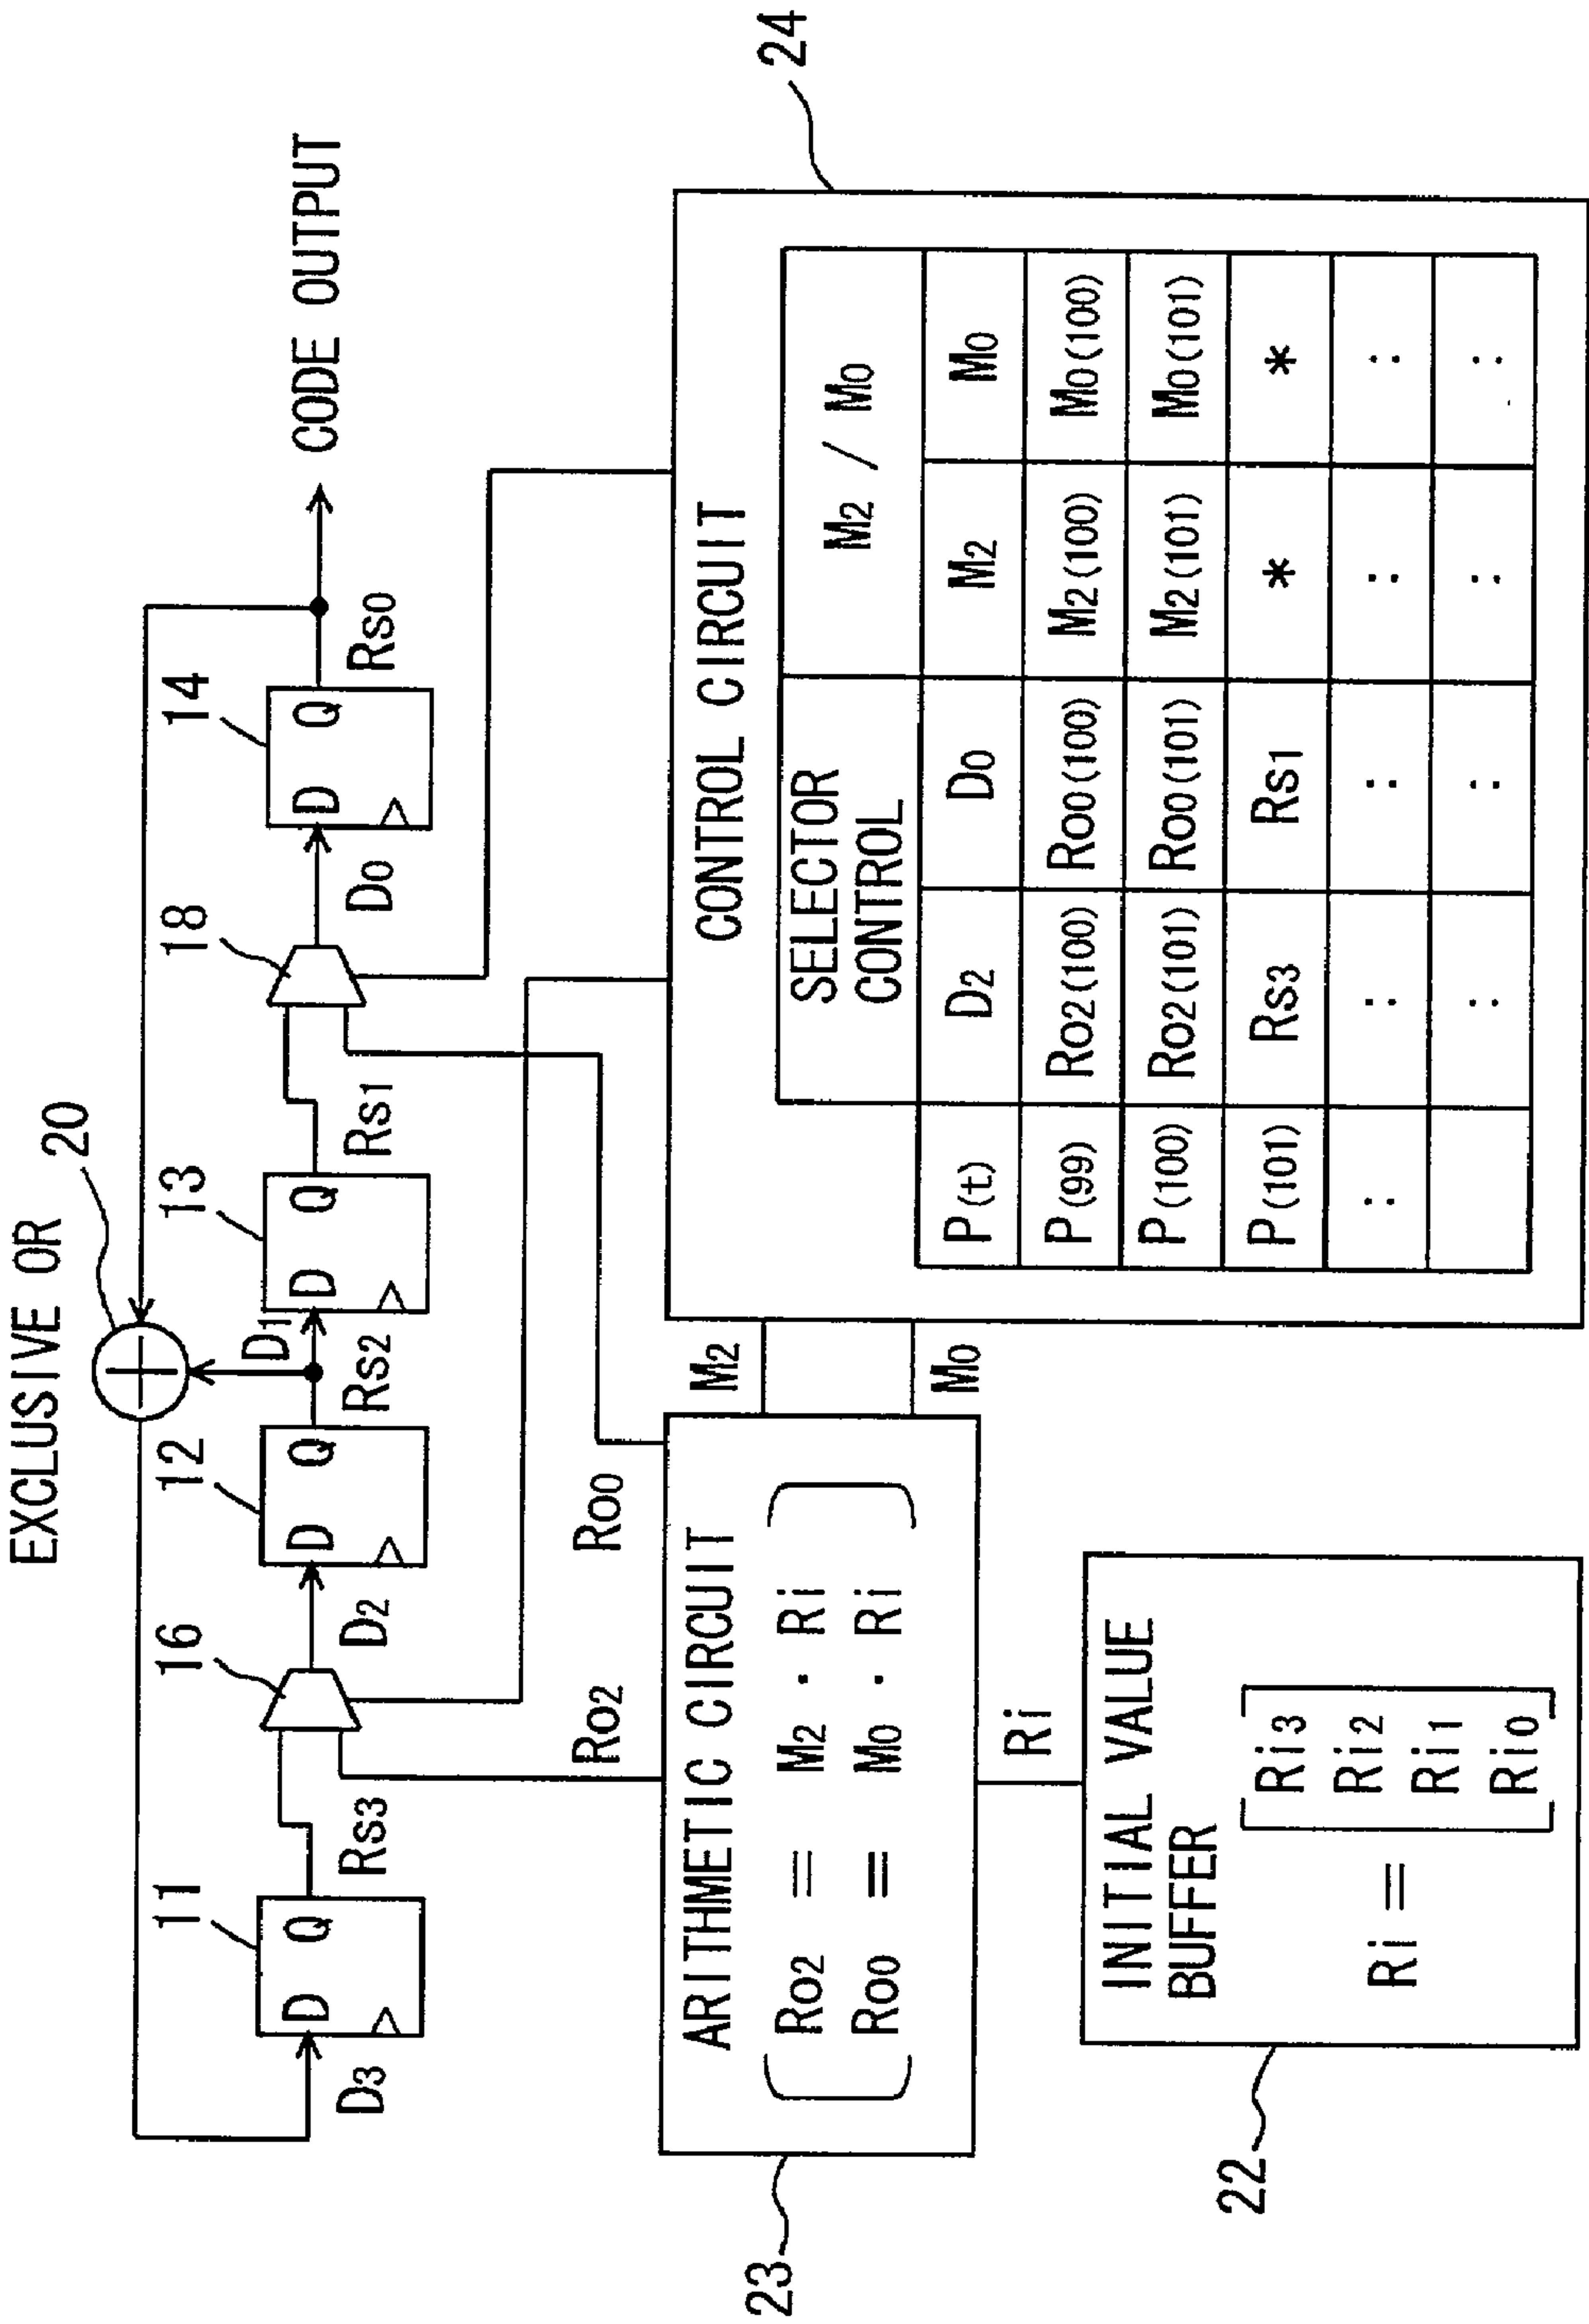 EXCLUSIVE OR
20
11
16
12
13
18
14
D Q
D Q
D Q
D Q
CODE OUTPUT
D3
Rs3
D2
Rs2
D1
Rs1
D0
Rs0
Ro2
Ro0
24
23
ARITHMETIC CIRCUIT
Ro2 = M2 · Ri
Ro0 = M0 · Ri
M2
M0
Ri
22
INITIAL VALUE
BUFFER
Ri =
Ri3
Ri2
Ri1
Ri0
CONTROL CIRCUIT
SELECTOR
CONTROL
M2 / M0
P(t) D2 D0 M2 M0
P(99) Ro2(100) Ro0(100) M2(100) M0(100)
P(100) Ro2(101) Ro0(101) M2(101) M0(101)
P(101) Rs3 Rs1 * *
: : : : :
: : : :